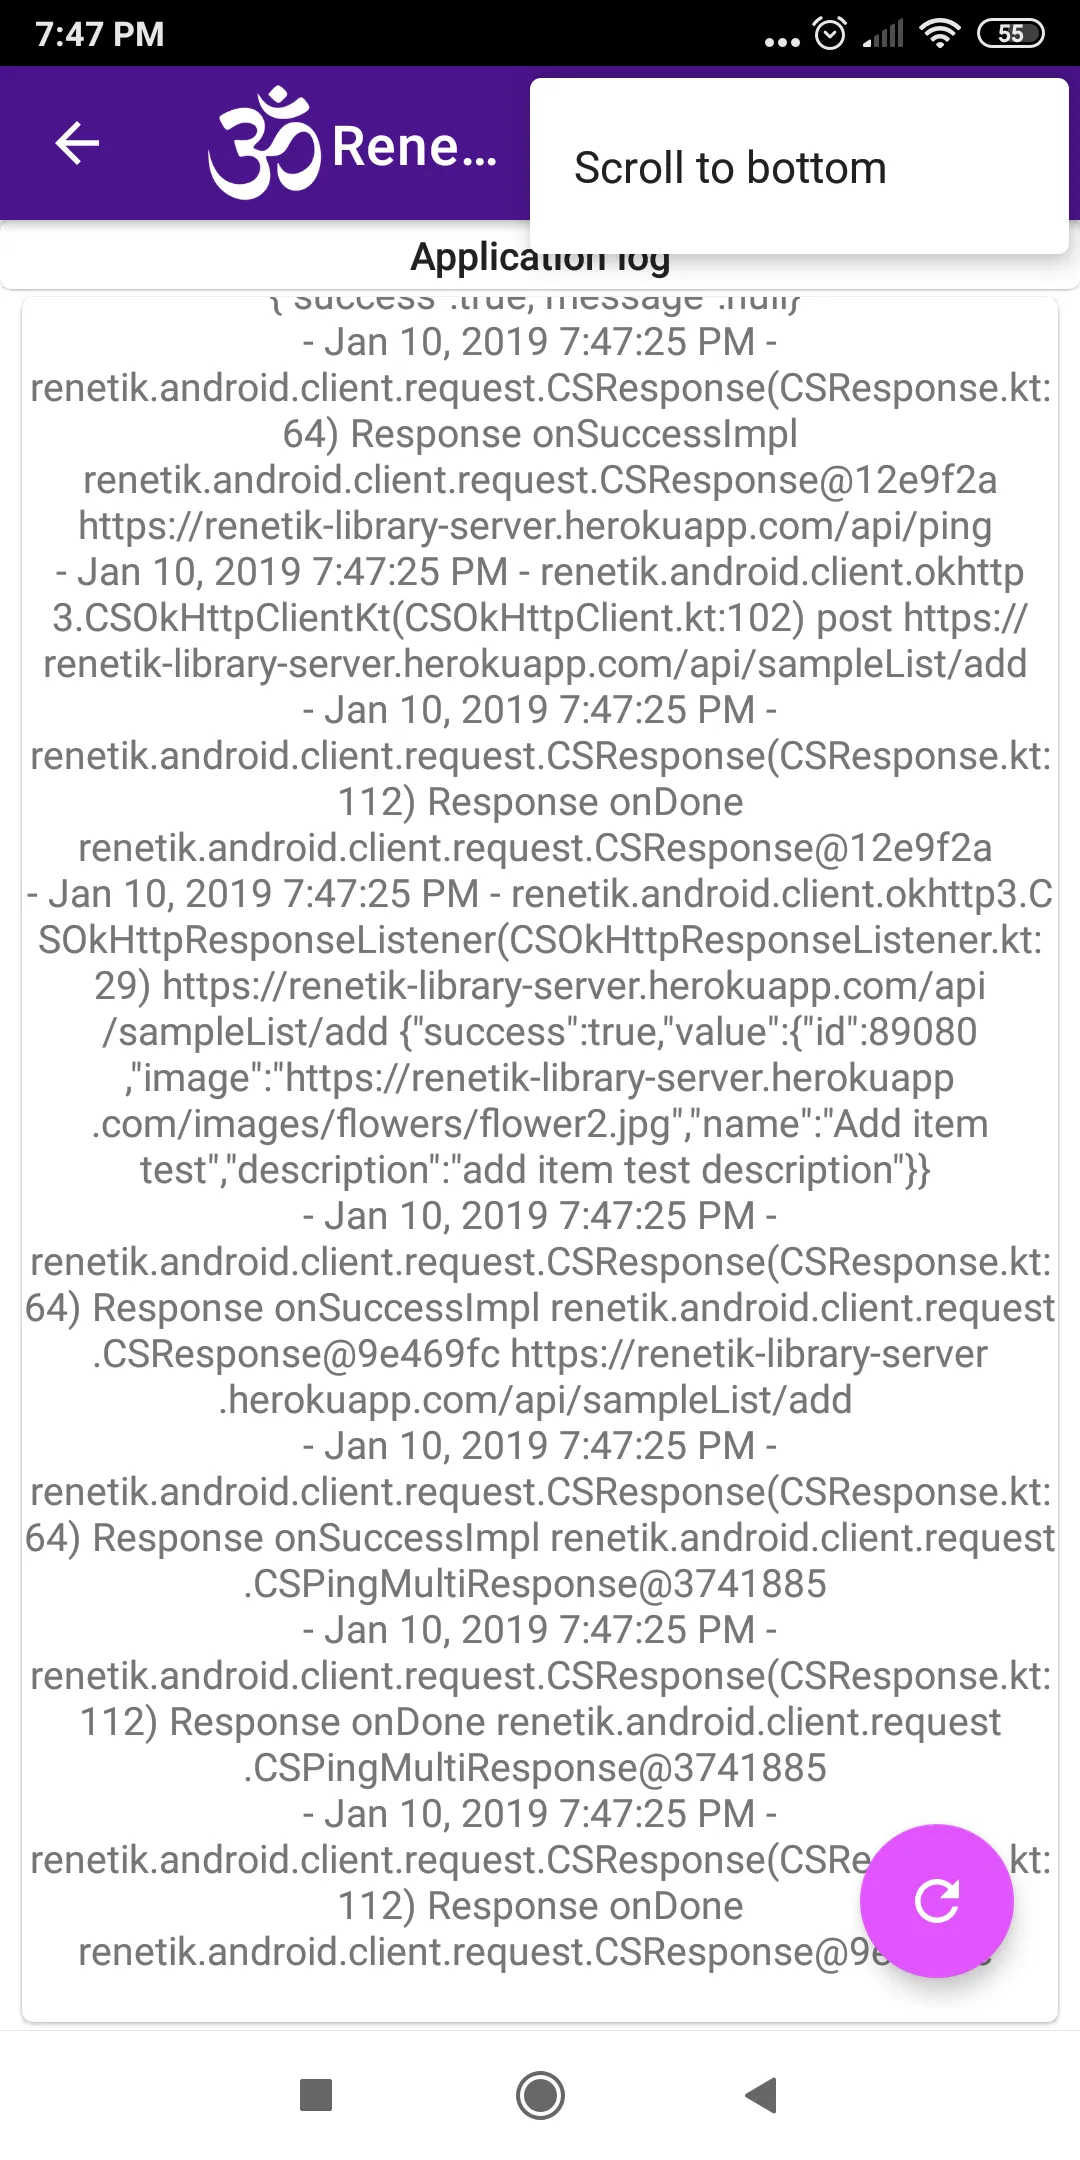 7:47 PM
55
ॐ Rene...
Scroll to bottom
Application log
{"success":true,"message":null}
- Jan 10, 2019 7:47:25 PM -
renetik.android.client.request.CSResponse(CSResponse.kt:
64) Response onSuccessImpl
renetik.android.client.request.CSResponse@12e9f2a
https://renetik-library-server.herokuapp.com/api/ping
- Jan 10, 2019 7:47:25 PM - renetik.android.client.okhttp
3.CSOkHttpClientKt(CSOkHttpClient.kt:102) post https://
renetik-library-server.herokuapp.com/api/sampleList/add
- Jan 10, 2019 7:47:25 PM -
renetik.android.client.request.CSResponse(CSResponse.kt:
112) Response onDone
renetik.android.client.request.CSResponse@12e9f2a
- Jan 10, 2019 7:47:25 PM - renetik.android.client.okhttp3.C
SOkHttpResponseListener(CSOkHttpResponseListener.kt:
29) https://renetik-library-server.herokuapp.com/api
/sampleList/add {"success":true,"value":{"id":89080
,"image":"https://renetik-library-server.herokuapp
.com/images/flowers/flower2.jpg","name":"Add item
test","description":"add item test description"}}
- Jan 10, 2019 7:47:25 PM -
renetik.android.client.request.CSResponse(CSResponse.kt:
64) Response onSuccessImpl renetik.android.client.request
.CSResponse@9e469fc https://renetik-library-server
.herokuapp.com/api/sampleList/add
- Jan 10, 2019 7:47:25 PM -
renetik.android.client.request.CSResponse(CSResponse.kt:
64) Response onSuccessImpl renetik.android.client.request
.CSPingMultiResponse@3741885
- Jan 10, 2019 7:47:25 PM -
renetik.android.client.request.CSResponse(CSResponse.kt:
112) Response onDone renetik.android.client.request
.CSPingMultiResponse@3741885
- Jan 10, 2019 7:47:25 PM -
renetik.android.client.request.CSResponse(CSRe kt:
112) Response onDone
renetik.android.client.request.CSResponse@9e